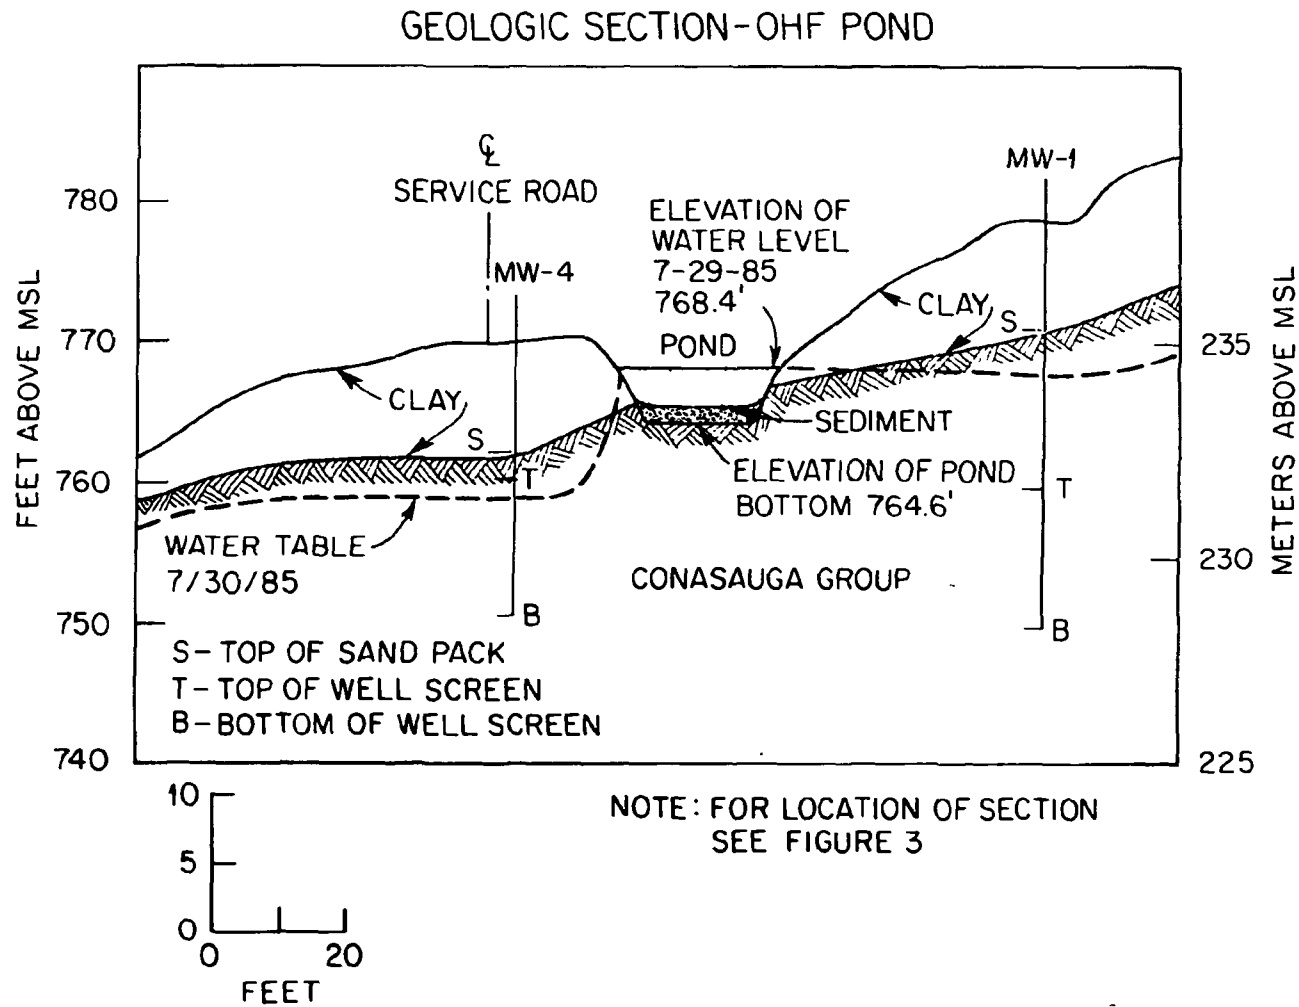 GEOLOGIC SECTION-OHF POND
℄
SERVICE ROAD
MW-4
ELEVATION OF
WATER LEVEL
7-29-85
768.4'
POND
MW-1
CLAY
S
CLAY
S
T
SEDIMENT
ELEVATION OF POND
BOTTOM 764.6'
T
WATER TABLE
7/30/85
CONASAUGA GROUP
B
B
S-TOP OF SAND PACK
T-TOP OF WELL SCREEN
B-BOTTOM OF WELL SCREEN
FEET ABOVE MSL
780
770
760
750
740
METERS ABOVE MSL
235
230
225
10
5
0
0
20
FEET
NOTE: FOR LOCATION OF SECTION
SEE FIGURE 3